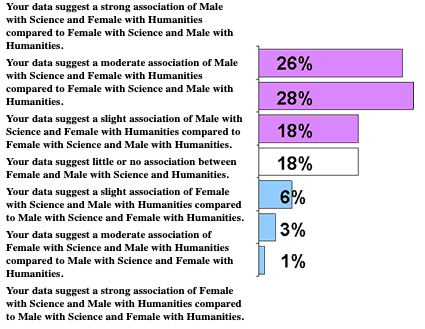 Your data suggest a strong association of Male
with Science and Female with Humanities
compared to Female with Science and Male with
Humanities.
Your data suggest a moderate association of Male
with Science and Female with Humanities
compared to Female with Science and Male with
Humanities.
Your data suggest a slight association of Male with
Science and Female with Humanities compared to
Female with Science and Male with Humanities.
Your data suggest little or no association between
Female and Male with Science and Humanities.
Your data suggest a slight association of Female
with Science and Male with Humanities compared
to Male with Science and Female with Humanities.
Your data suggest a moderate association of
Female with Science and Male with Humanities
compared to Male with Science and Female with
Humanities.
Your data suggest a strong association of Female
with Science and Male with Humanities compared
to Male with Science and Female with Humanities.
26%
28%
18%
18%
6%
3%
1%